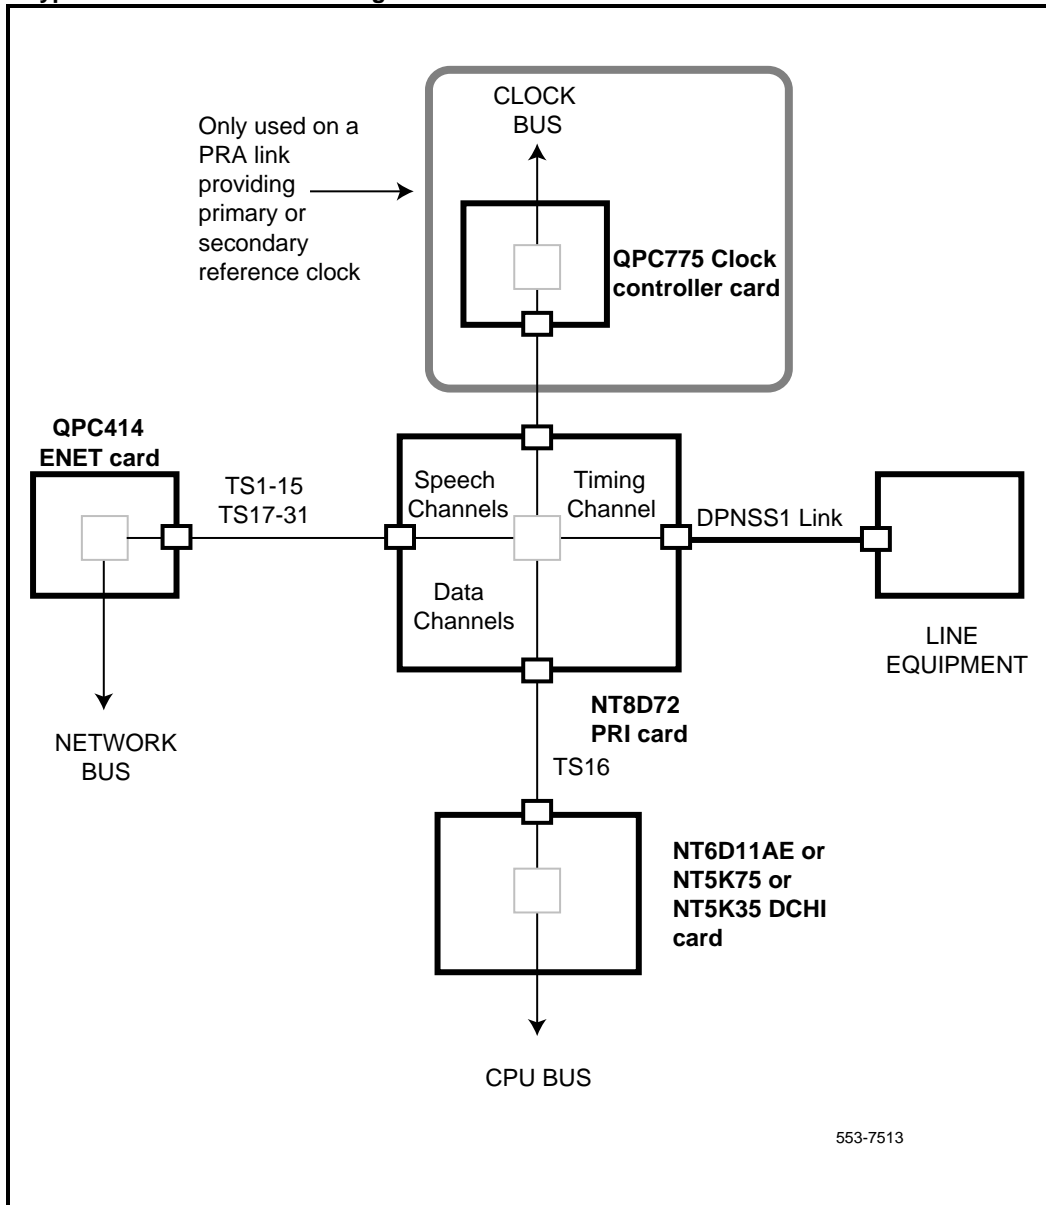 CLOCK
BUS
Only used on a
PRA link
providing
primary or
secondary
reference clock
QPC775 Clock
controller card
QPC414
ENET card
TS1-15
TS17-31
Speech
Channels
Timing
Channel
DPNSS1 Link
Data
Channels
LINE
EQUIPMENT
NT8D72
PRI card
NETWORK
BUS
TS16
NT6D11AE or
NT5K75 or
NT5K35 DCHI
card
CPU BUS
553-7513